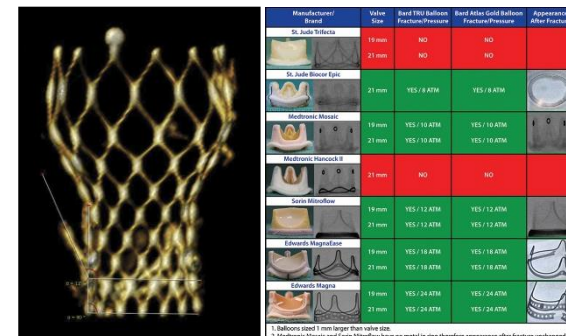 Manufacturer/ Brand
Valve Size
Bard TRU Balloon Fracture/Pressure
Bard Atlas Gold Balloon Fracture/Pressure
Appearance After Fracture
St. Jude Trifecta
19 mm NO NO
21 mm NO NO
St. Jude Biocor Epic
21 mm YES / 8 ATM YES / 8 ATM
Medtronic Mosaic
19 mm YES / 10 ATM YES / 10 ATM
21 mm YES / 10 ATM YES / 10 ATM
Medtronic Hancock II
21 mm NO NO
Sorin Mitroflow
19 mm YES / 12 ATM YES / 12 ATM
21 mm YES / 12 ATM YES / 12 ATM
Edwards MagnaEase
19 mm YES / 18 ATM YES / 18 ATM
21 mm YES / 18 ATM YES / 18 ATM
Edwards Magna
19 mm YES / 24 ATM YES / 24 ATM
21 mm YES / 24 ATM YES / 24 ATM
1. Balloons sized 1 mm larger than valve size.